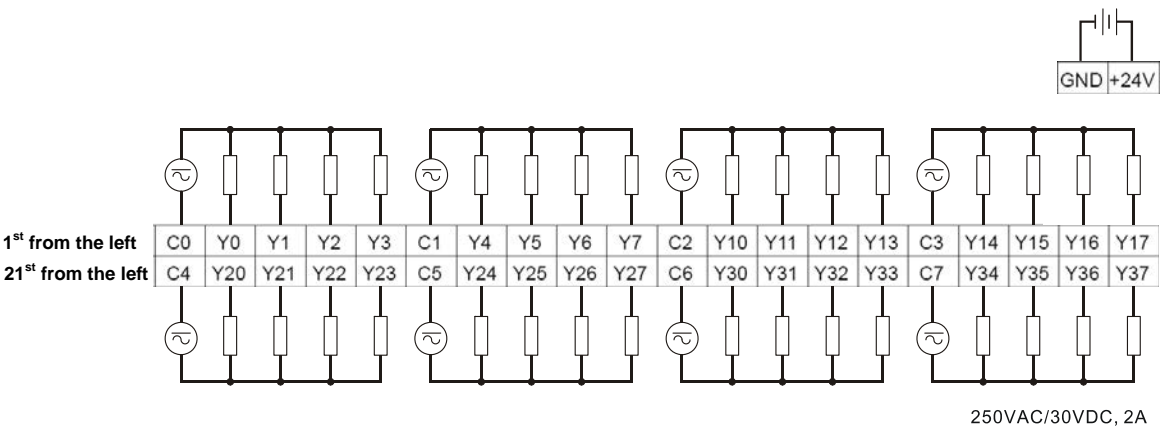 GND +24V
1st from the left C0 Y0 Y1 Y2 Y3 C1 Y4 Y5 Y6 Y7 C2 Y10 Y11 Y12 Y13 C3 Y14 Y15 Y16 Y17
21st from the left C4 Y20 Y21 Y22 Y23 C5 Y24 Y25 Y26 Y27 C6 Y30 Y31 Y32 Y33 C7 Y34 Y35 Y36 Y37
250VAC/30VDC, 2A